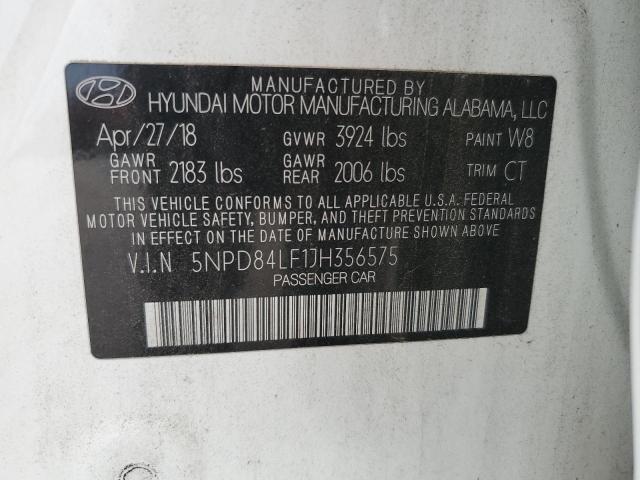 MANUFACTURED BY
HYUNDAI MOTOR MANUFACTURING ALABAMA, LLC
Apr/27/18 GVWR 3924 lbs PAINT W8
GAWR FRONT 2183 lbs GAWR REAR 2006 lbs TRIM CT
THIS VEHICLE CONFORMS TO ALL APPLICABLE U.S.A. FEDERAL
MOTOR VEHICLE SAFETY, BUMPER, AND THEFT PREVENTION STANDARDS
IN EFFECT ON THE DATE OF MANUFACTURE SHOWN ABOVE
V.I.N 5NPD84LF1JH356575
PASSENGER CAR